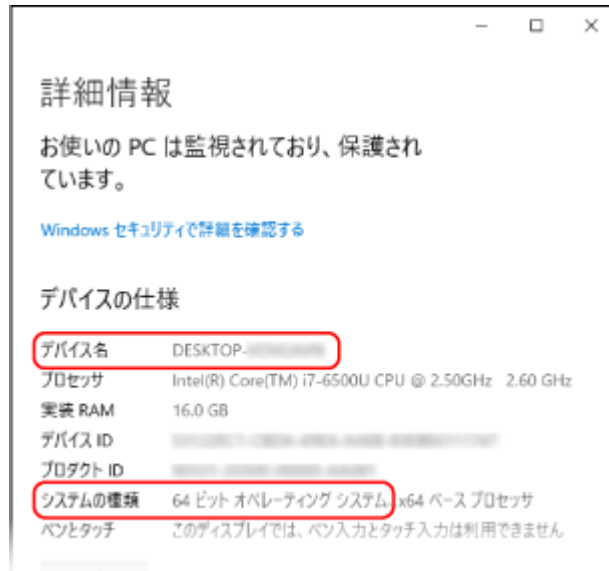 詳細情報
お使いの PC は監視されており、保護され
ています。
Windows セキュリティで詳細を確認する
デバイスの仕様
デバイス名 DESKTOP-
プロセッサ Intel(R) Core(TM) i7-6500U CPU @ 2.50GHz 2.60 GHz
実装 RAM 16.0 GB
デバイス ID
プロダクト ID
システムの種類 64 ビット オペレーティング システム、x64 ベース プロセッサ
ペンとタッチ このディスプレイでは、ペン入力とタッチ入力は利用できません